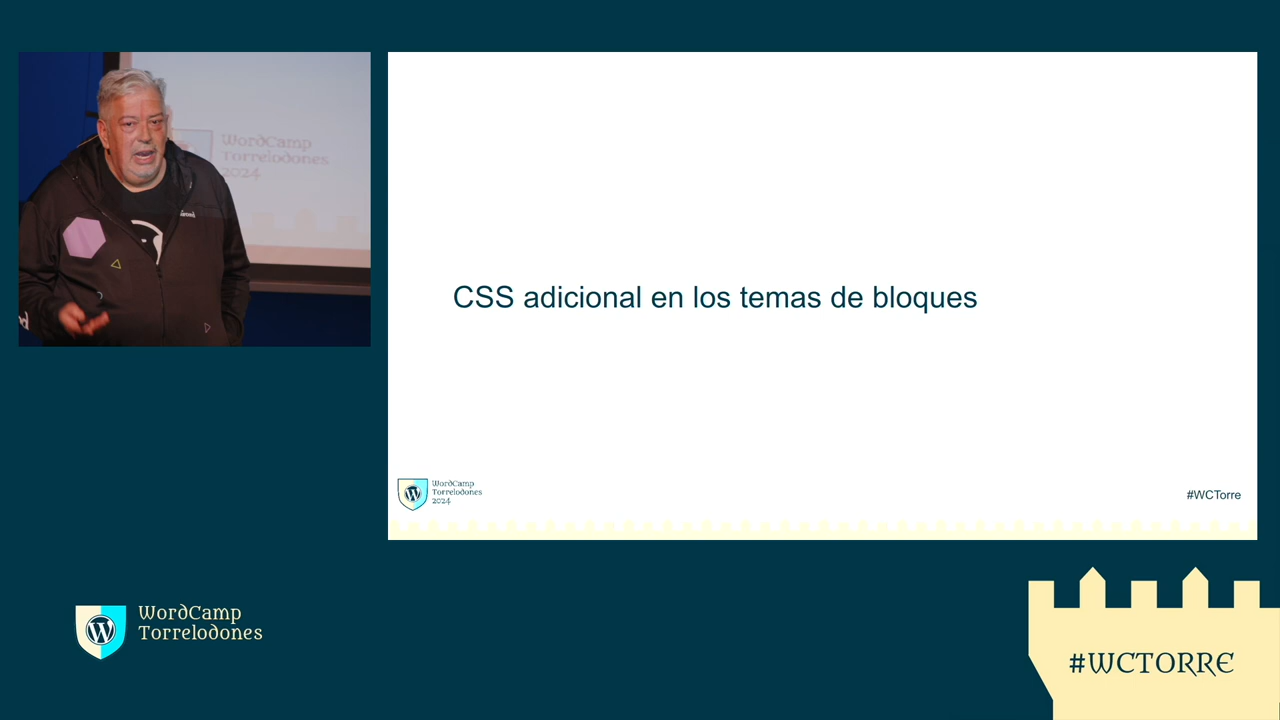 WordCamp
Torrelodones
2024
CSS adicional en los temas de bloques
WordCamp
Torrelodones
2024
#WCTorre
WordCamp
Torrelodones
#WCTORRE